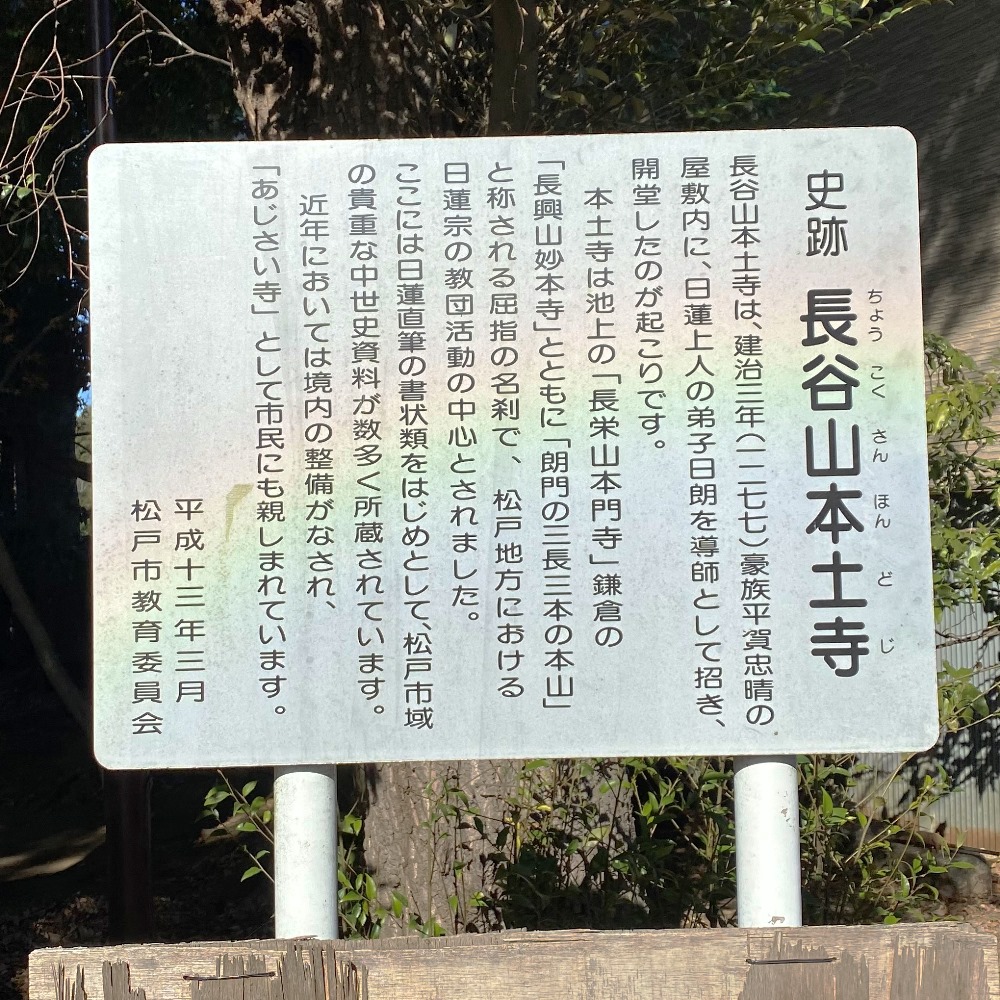 史跡 長谷山本土寺
ちょう こく さん ほん ど じ
長谷山本土寺は、建治三年(一二七七)豪族平賀忠晴の
屋敷内に、日蓮上人の弟子日朗を導師として招き、
開堂したのが起こりです。
本土寺は池上の「長栄山本門寺」鎌倉の
「長興山妙本寺」とともに「朗門の三長三本の本山」
と称される屈指の名刹で、松戸地方における
日蓮宗の教団活動の中心とされました。
ここには日蓮直筆の書状類をはじめとして、松戸市域
の貴重な中世史資料が数多く所蔵されています。
近年においては境内の整備がなされ、
「あじさい寺」として市民にも親しまれています。
平成十三年三月
松戸市教育委員会